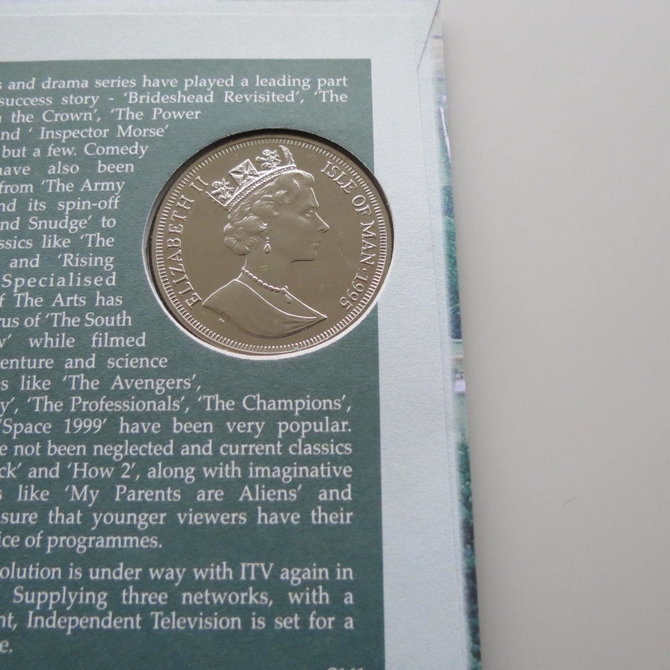 s and drama series have played a leading part
success story - ‘Brideshead Revisited’, ‘The
the Crown’, ‘The Power
nd ‘ Inspector Morse’
but a few. Comedy
have also been
from ‘The Army
nd its spin-off
nd Snudge’ to
ssics like ‘The
and ‘Rising
Specialised
f The Arts has
rus of ‘The South
w’ while filmed
enture and science
s like ‘The Avengers’,
y’, ‘The Professionals’, ‘The Champions’,
‘Space 1999’ have been very popular.
e not been neglected and current classics
ck’ and ‘How 2’, along with imaginative
s like ‘My Parents are Aliens’ and
sure that younger viewers have their
ice of programmes.
olution is under way with ITV again in
Supplying three networks, with a
nt, Independent Television is set for a
e.
ELIZABETH II
ISLE OF MAN · 1995